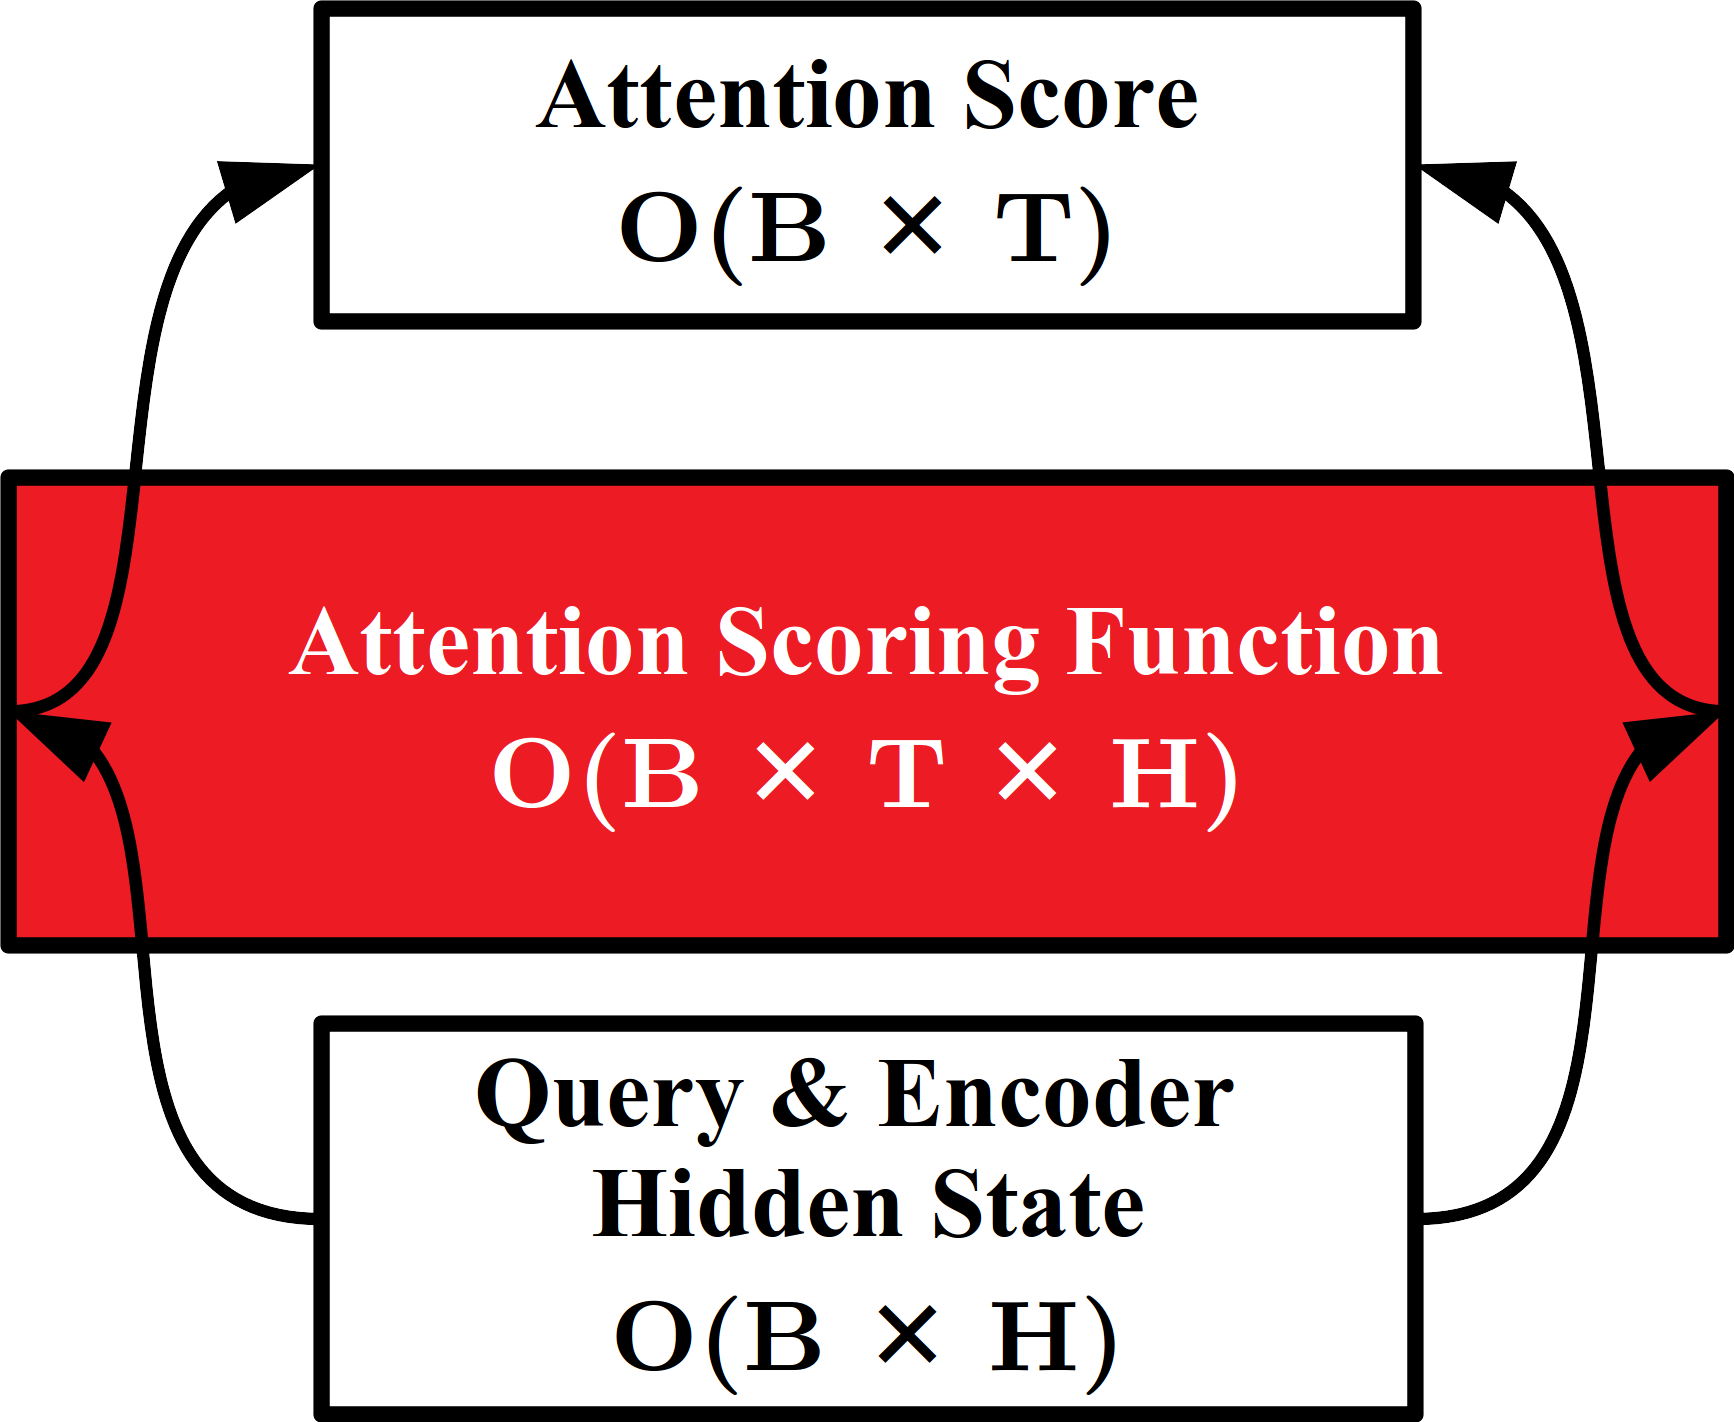 Attention Score
O(B × T)
Attention Scoring Function
O(B × T × H)
Query & Encoder
Hidden State
O(B × H)